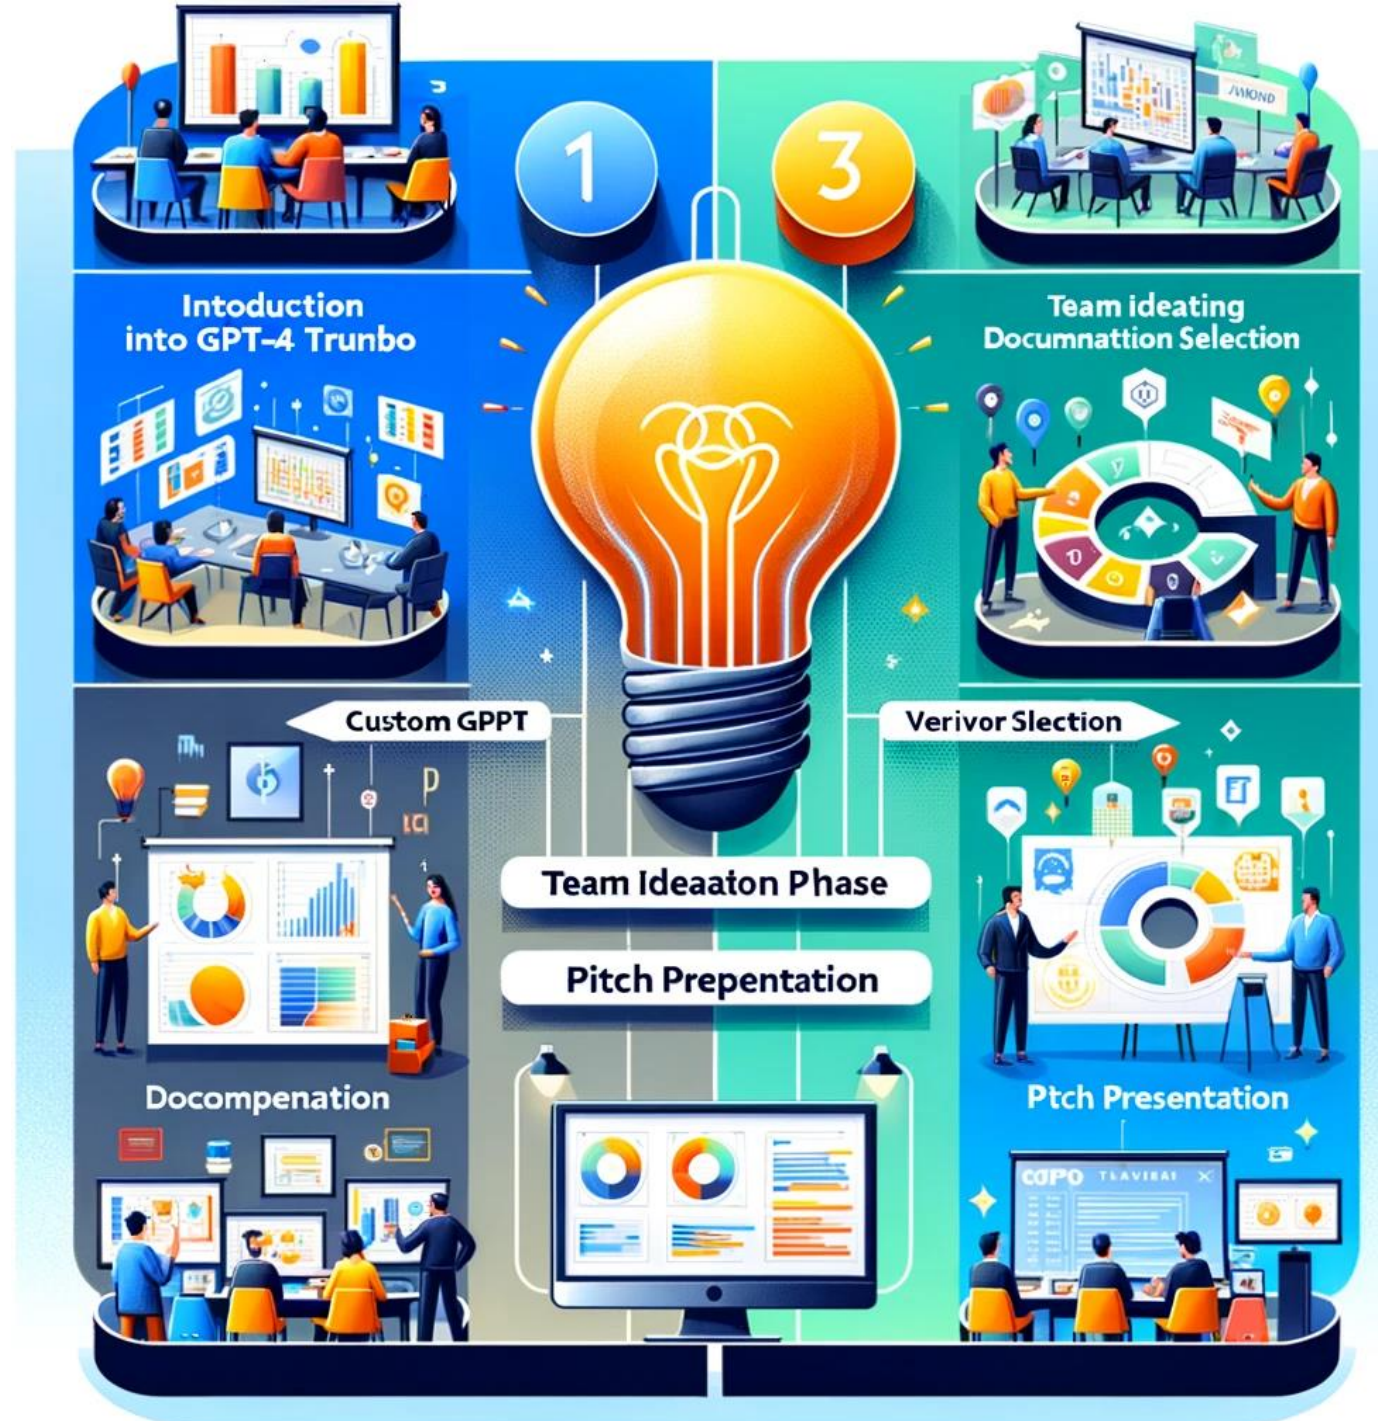 1
3
Intoduction
into GPT-4 Trunbo
Team ideating
Documnattion Selection
Custom GPPT
Verivor Slection
Team Ideaaton Phase
Pitch Prepentation
Docompenation
Ptch Presentation